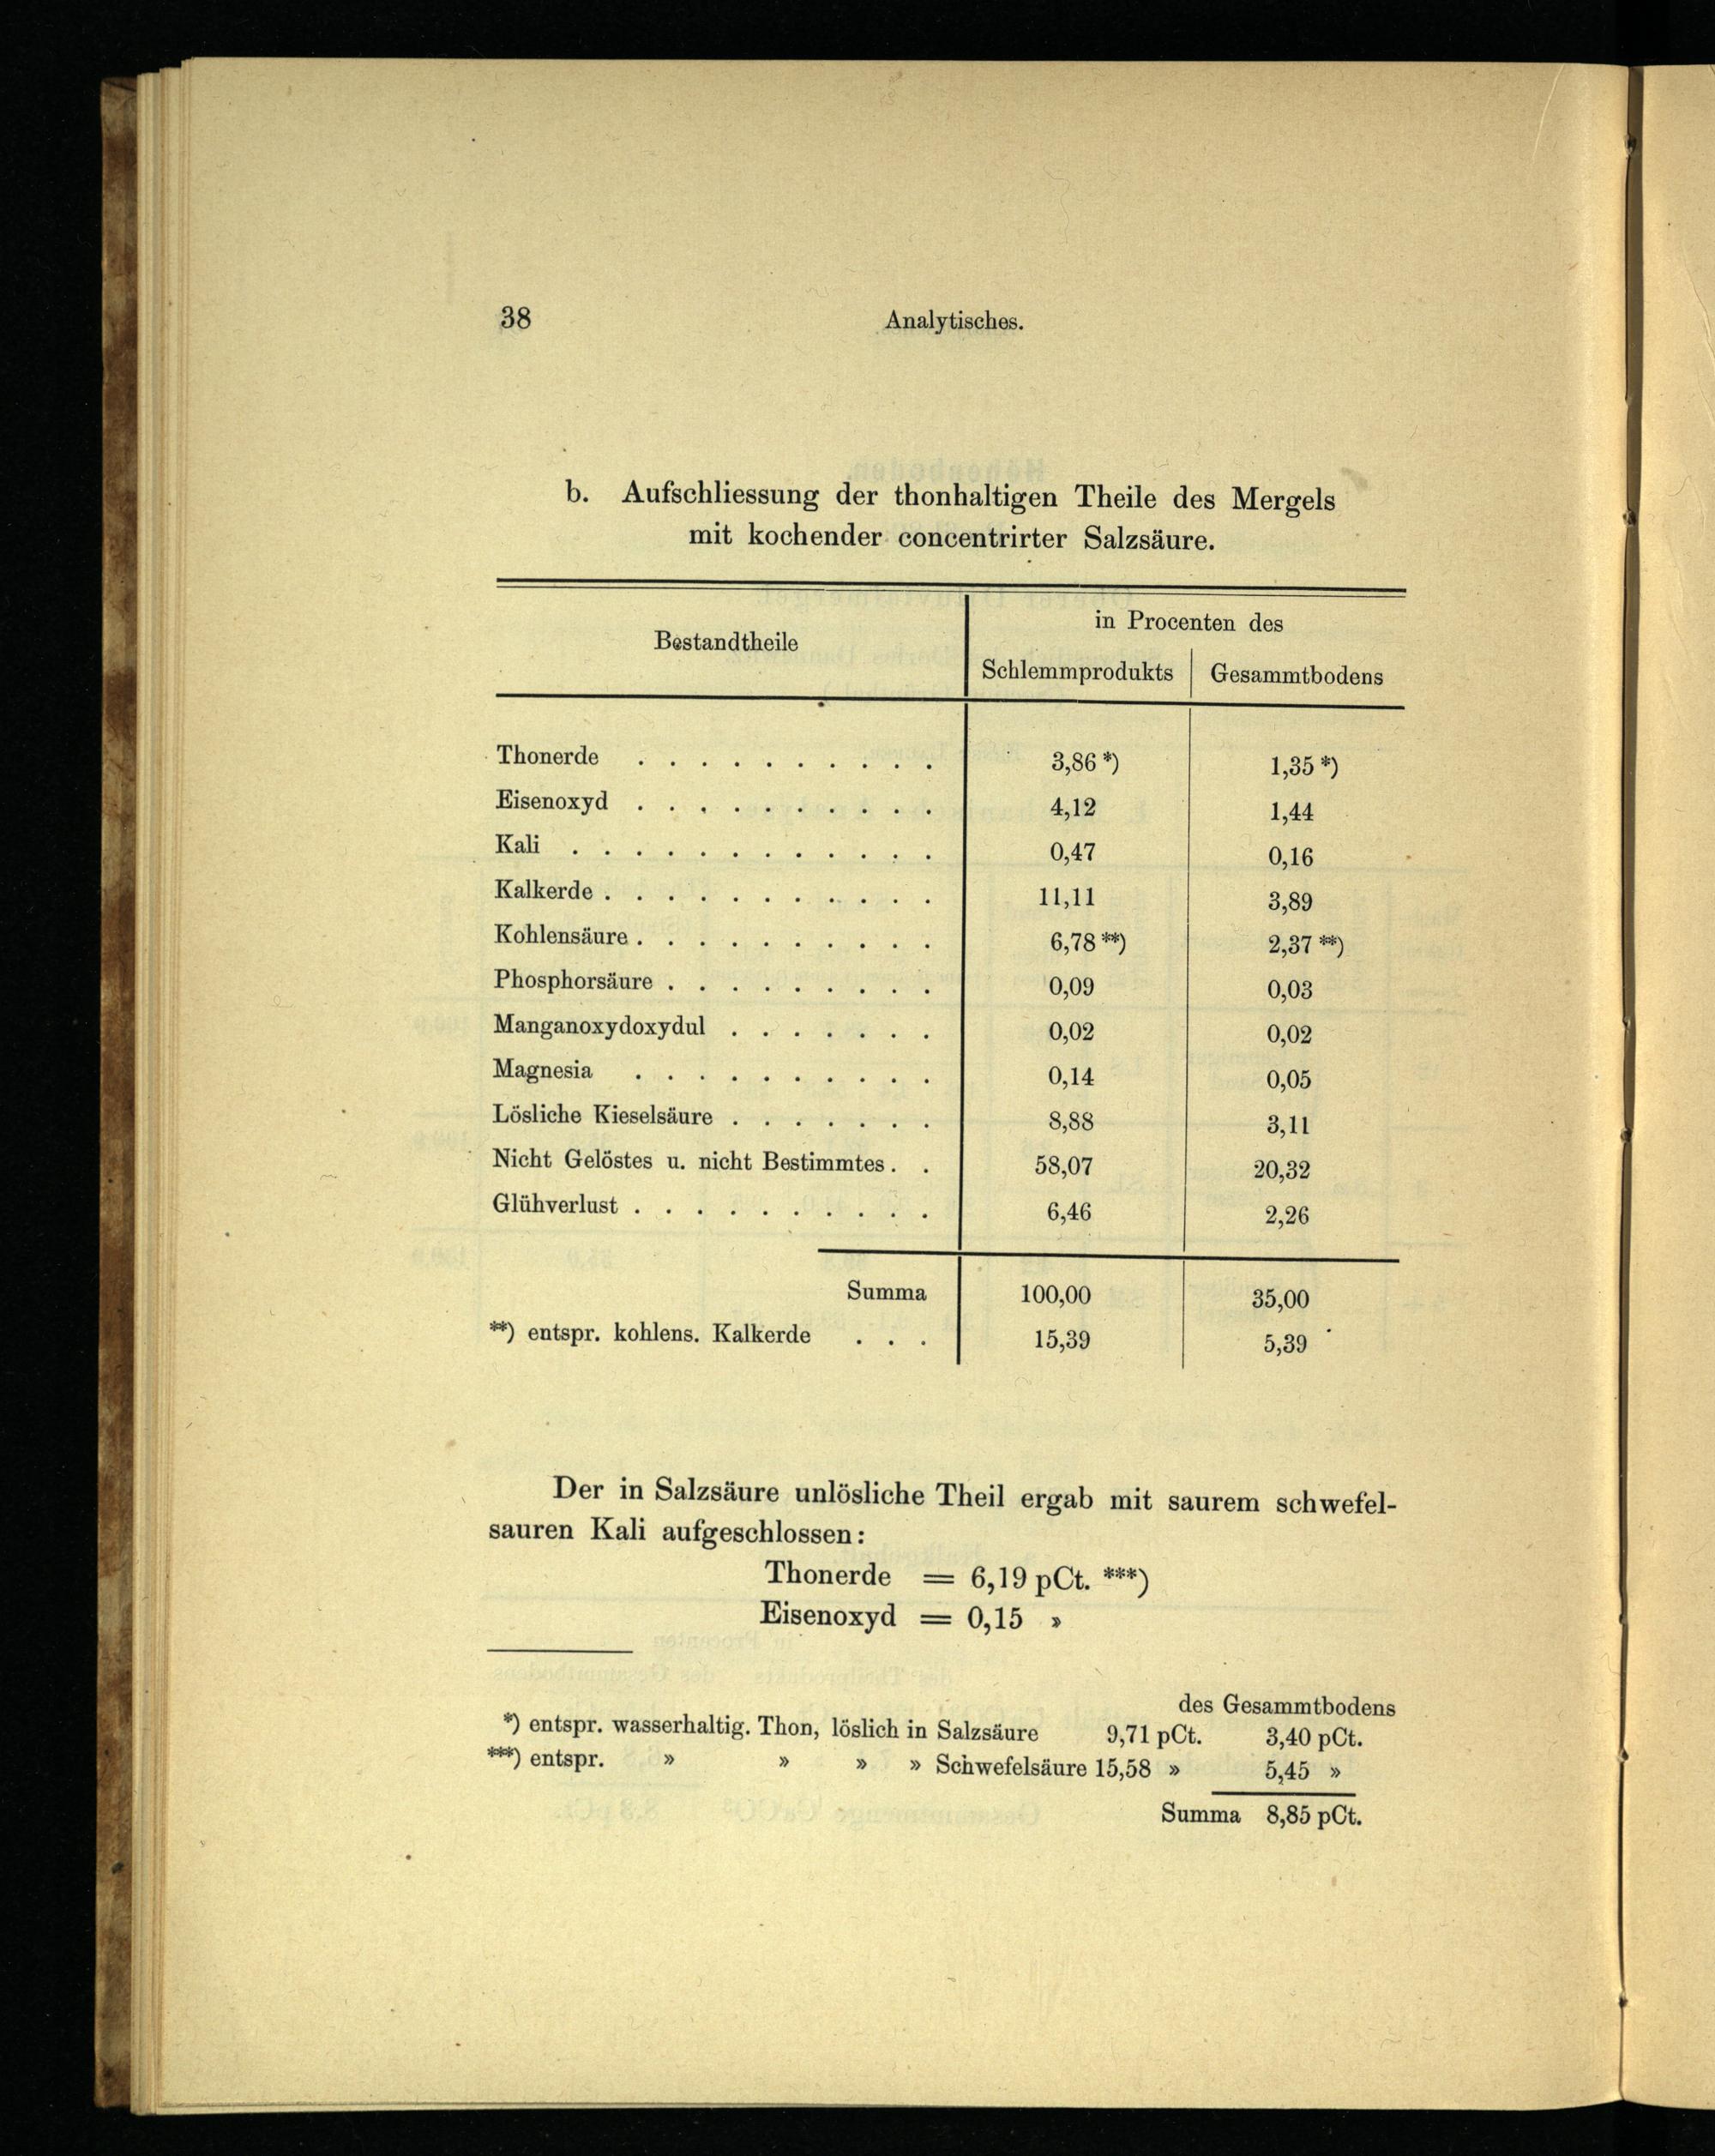 38 Analytisches.
b. Aufschliessung der thonhaltigen Theile des Mergels
mit kochender concentrirter Salzsäure.
Bestandtheile
in Procenten des
Schlemmprodukts Gesammtbodens
Thonerde . . . . . . . . . . 3,86 *) 1,35 *)
Eisenoxyd . . . . . . . . . . 4,12 1,44
Kali . . . . . . . . . . . . 0,47 0,16
Kalkerde . . . . . . . . . . . 11,11 3,89
Kohlensäure . . . . . . . . . . 6,78 **) 2,37 **)
Phosphorsäure . . . . . . . . . 0,09 0,03
Manganoxydoxydul . . . . . . . 0,02 0,02
Magnesia . . . . . . . . . . 0,14 0,05
Lösliche Kieselsäure . . . . . . . 8,88 3,11
Nicht Gelöstes u. nicht Bestimmtes . . 58,07 20,32
Glühverlust . . . . . . . . . . 6,46 2,26
Summa 100,00 35,00
**) entspr. kohlens. Kalkerde . . . 15,39 5,39
Der in Salzsäure unlösliche Theil ergab mit saurem schwefel-
sauren Kali aufgeschlossen:
Thonerde = 6,19 pCt. ***)
Eisenoxyd = 0,15 »
des Gesammtbodens
*) entspr. wasserhaltig. Thon, löslich in Salzsäure 9,71 pCt. 3,40 pCt.
***) entspr. » » » » Schwefelsäure 15,58 » 5,45 »
Summa 8,85 pCt.